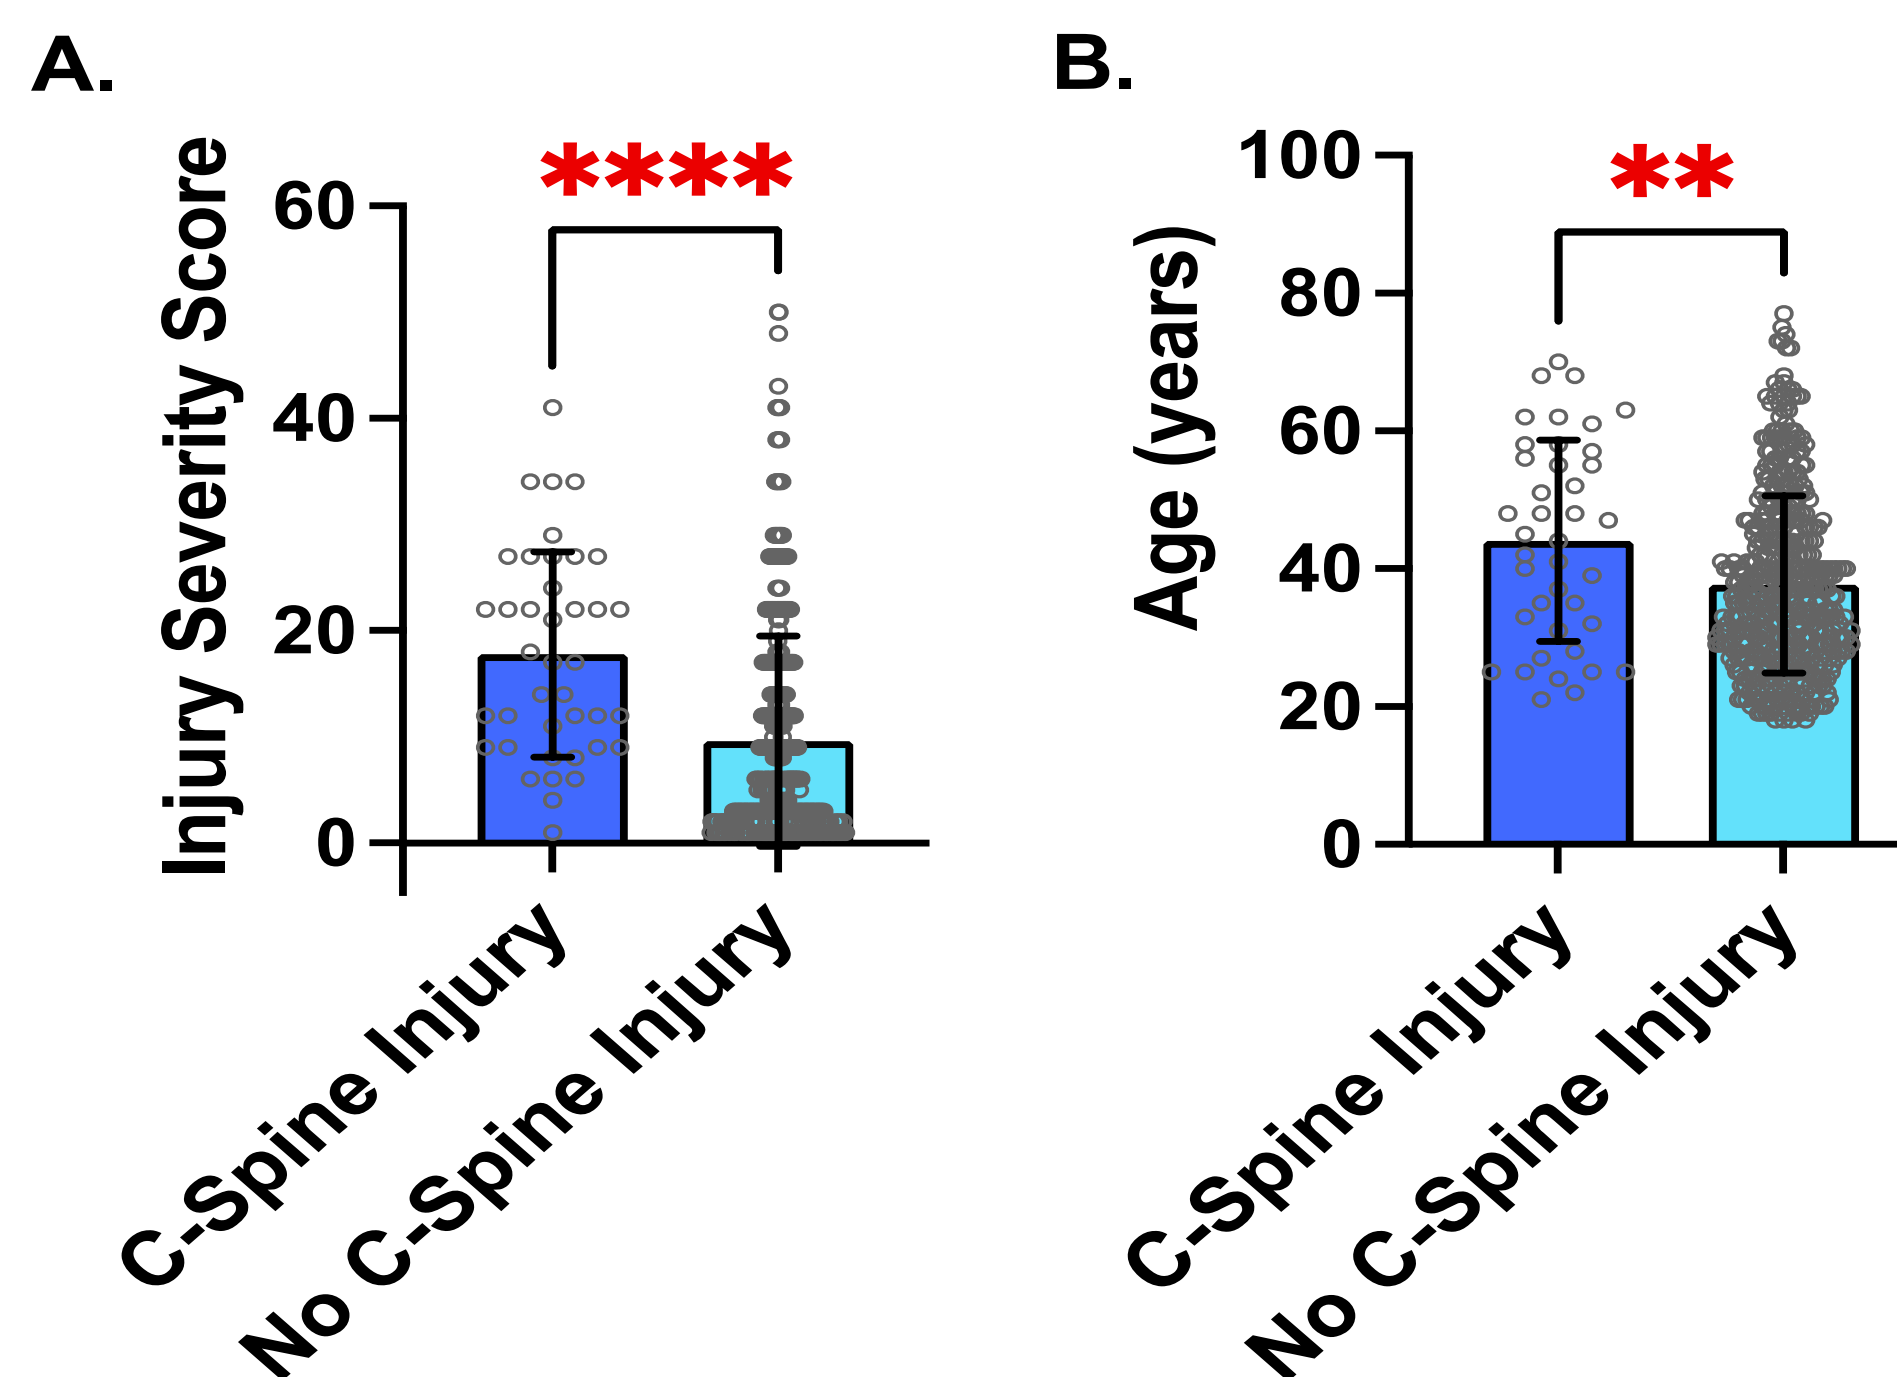 A.
Injury Severity Score
60
40
20
0
****
C-Spine Injury
No C-Spine Injury
B.
Age (years)
100
80
60
40
20
0
**
C-Spine Injury
No C-Spine Injury